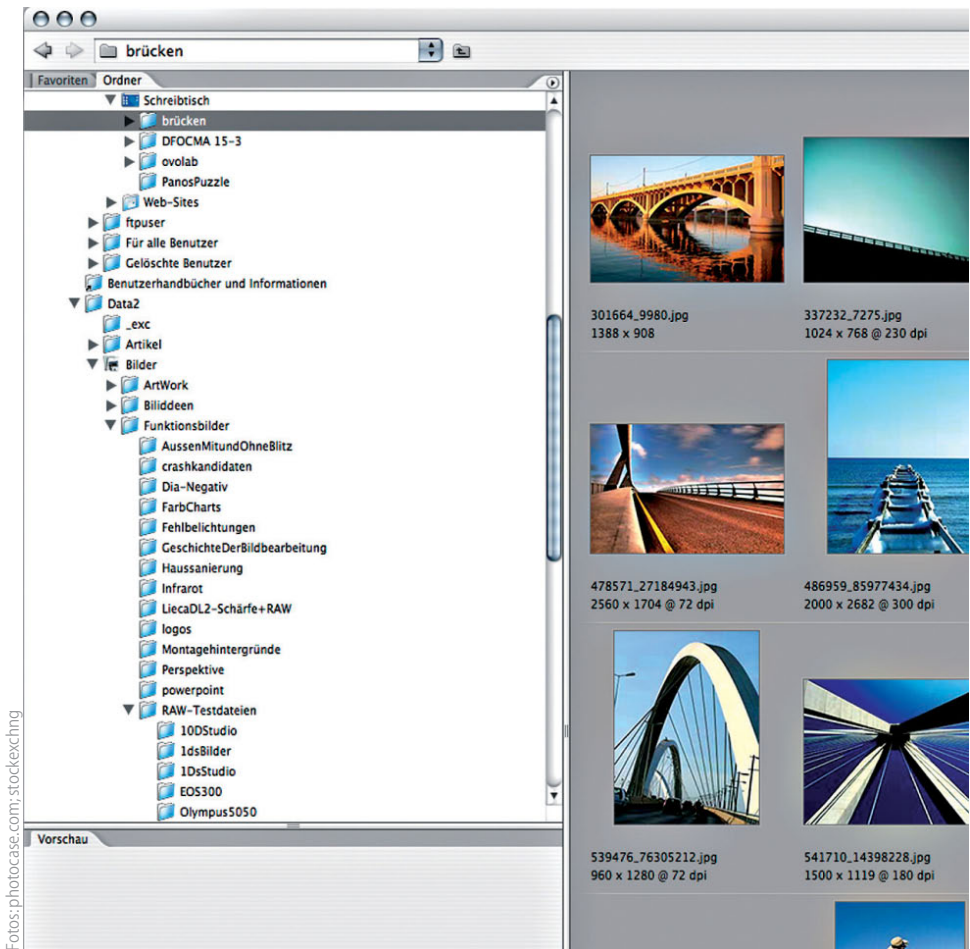 brücken
Favoriten Ordner
Schreibtisch
brücken
DFOCMA 15-3
ovolab
PanosPuzzle
Web-Sites
ftpuser
Für alle Benutzer
Gelöschte Benutzer
Benutzerhandbücher und Informationen
Data2
_exc
Artikel
Bilder
ArtWork
Biliddeen
Funktionsbilder
AussenMitundOhneBlitz
crashkandidaten
Dia-Negativ
FarbCharts
Fehlbelichtungen
GeschichteDerBildbearbeitung
Haussanierung
Infrarot
LiecaDL2-Schärfe+RAW
logos
Montagehintergründe
Perspektive
powerpoint
RAW-Testdateien
10DStudio
1dsBilder
1DsStudio
EOS300
Olympus5050
Vorschau
301664_9980.jpg
1388 x 908
337232_7275.jpg
1024 x 768 @ 230 dpi
478571_27184943.jpg
2560 x 1704 @ 72 dpi
486959_85977434.jpg
2000 x 2682 @ 300 dpi
539476_76305212.jpg
960 x 1280 @ 72 dpi
541710_14398228.jpg
1500 x 1119 @ 180 dpi
Fotos: photocase.com; stockexchng